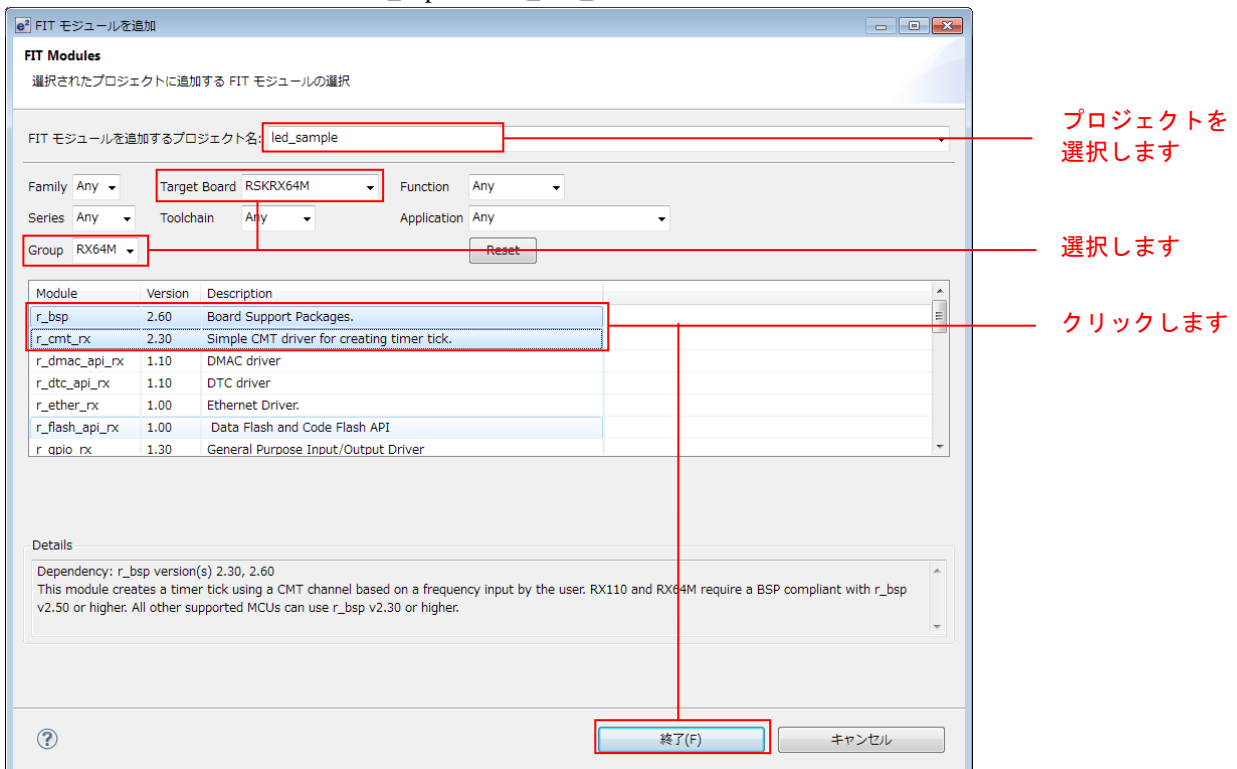 FIT モジュールを追加
FIT Modules
選択されたプロジェクトに追加する FIT モジュールの選択
FIT モジュールを追加するプロジェクト名: led_sample
プロジェクトを
選択します
Family Any Target Board RSKRX64M Function Any
Series Any Toolchain Any Application Any
Group RX64M Reset
選択します
Module Version Description
r_bsp 2.60 Board Support Packages.
r_cmt_rx 2.30 Simple CMT driver for creating timer tick.
クリックします
r_dmac_api_rx 1.10 DMAC driver
r_dtc_api_rx 1.10 DTC driver
r_ether_rx 1.00 Ethernet Driver.
r_flash_api_rx 1.00 Data Flash and Code Flash API
r_gpio_rx 1.30 General Purpose Input/Output Driver
Details
Dependency: r_bsp version(s) 2.30, 2.60
This module creates a timer tick using a CMT channel based on a frequency input by the user. RX110 and RX64M require a BSP compliant with r_bsp
v2.50 or higher. All other supported MCUs can use r_bsp v2.30 or higher.
終了(F) キャンセル